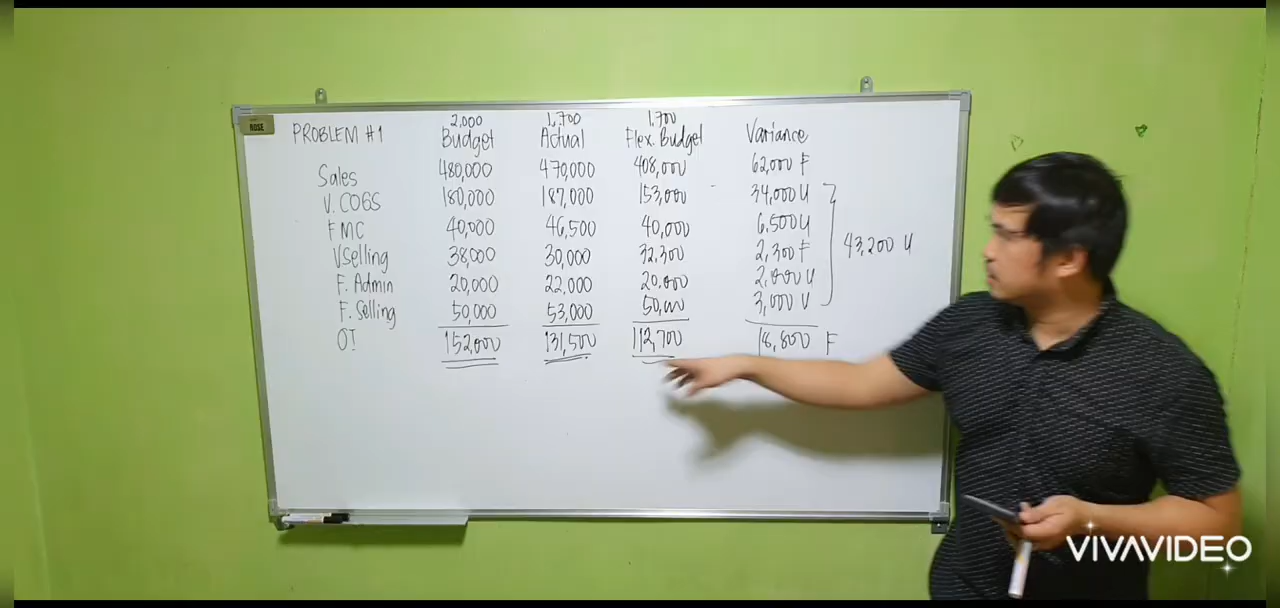 ROSE
PROBLEM #1
2,000 1,700 1,700
Budget Actual Flex. Budget Variance
Sales 480,000 470,000 408,000 62,000 F
V. COGS 180,000 187,000 153,000 34,000 U
FMC 40,000 46,500 40,000 6,500 U
V Selling 38,000 30,000 32,300 2,300 F
43,200 U
F. Admin 20,000 22,000 20,000 2,000 U
F. Selling 50,000 53,000 50,000 3,000 U
OI 152,000 131,500 112,700 18,800 F
VIVAVIDEO